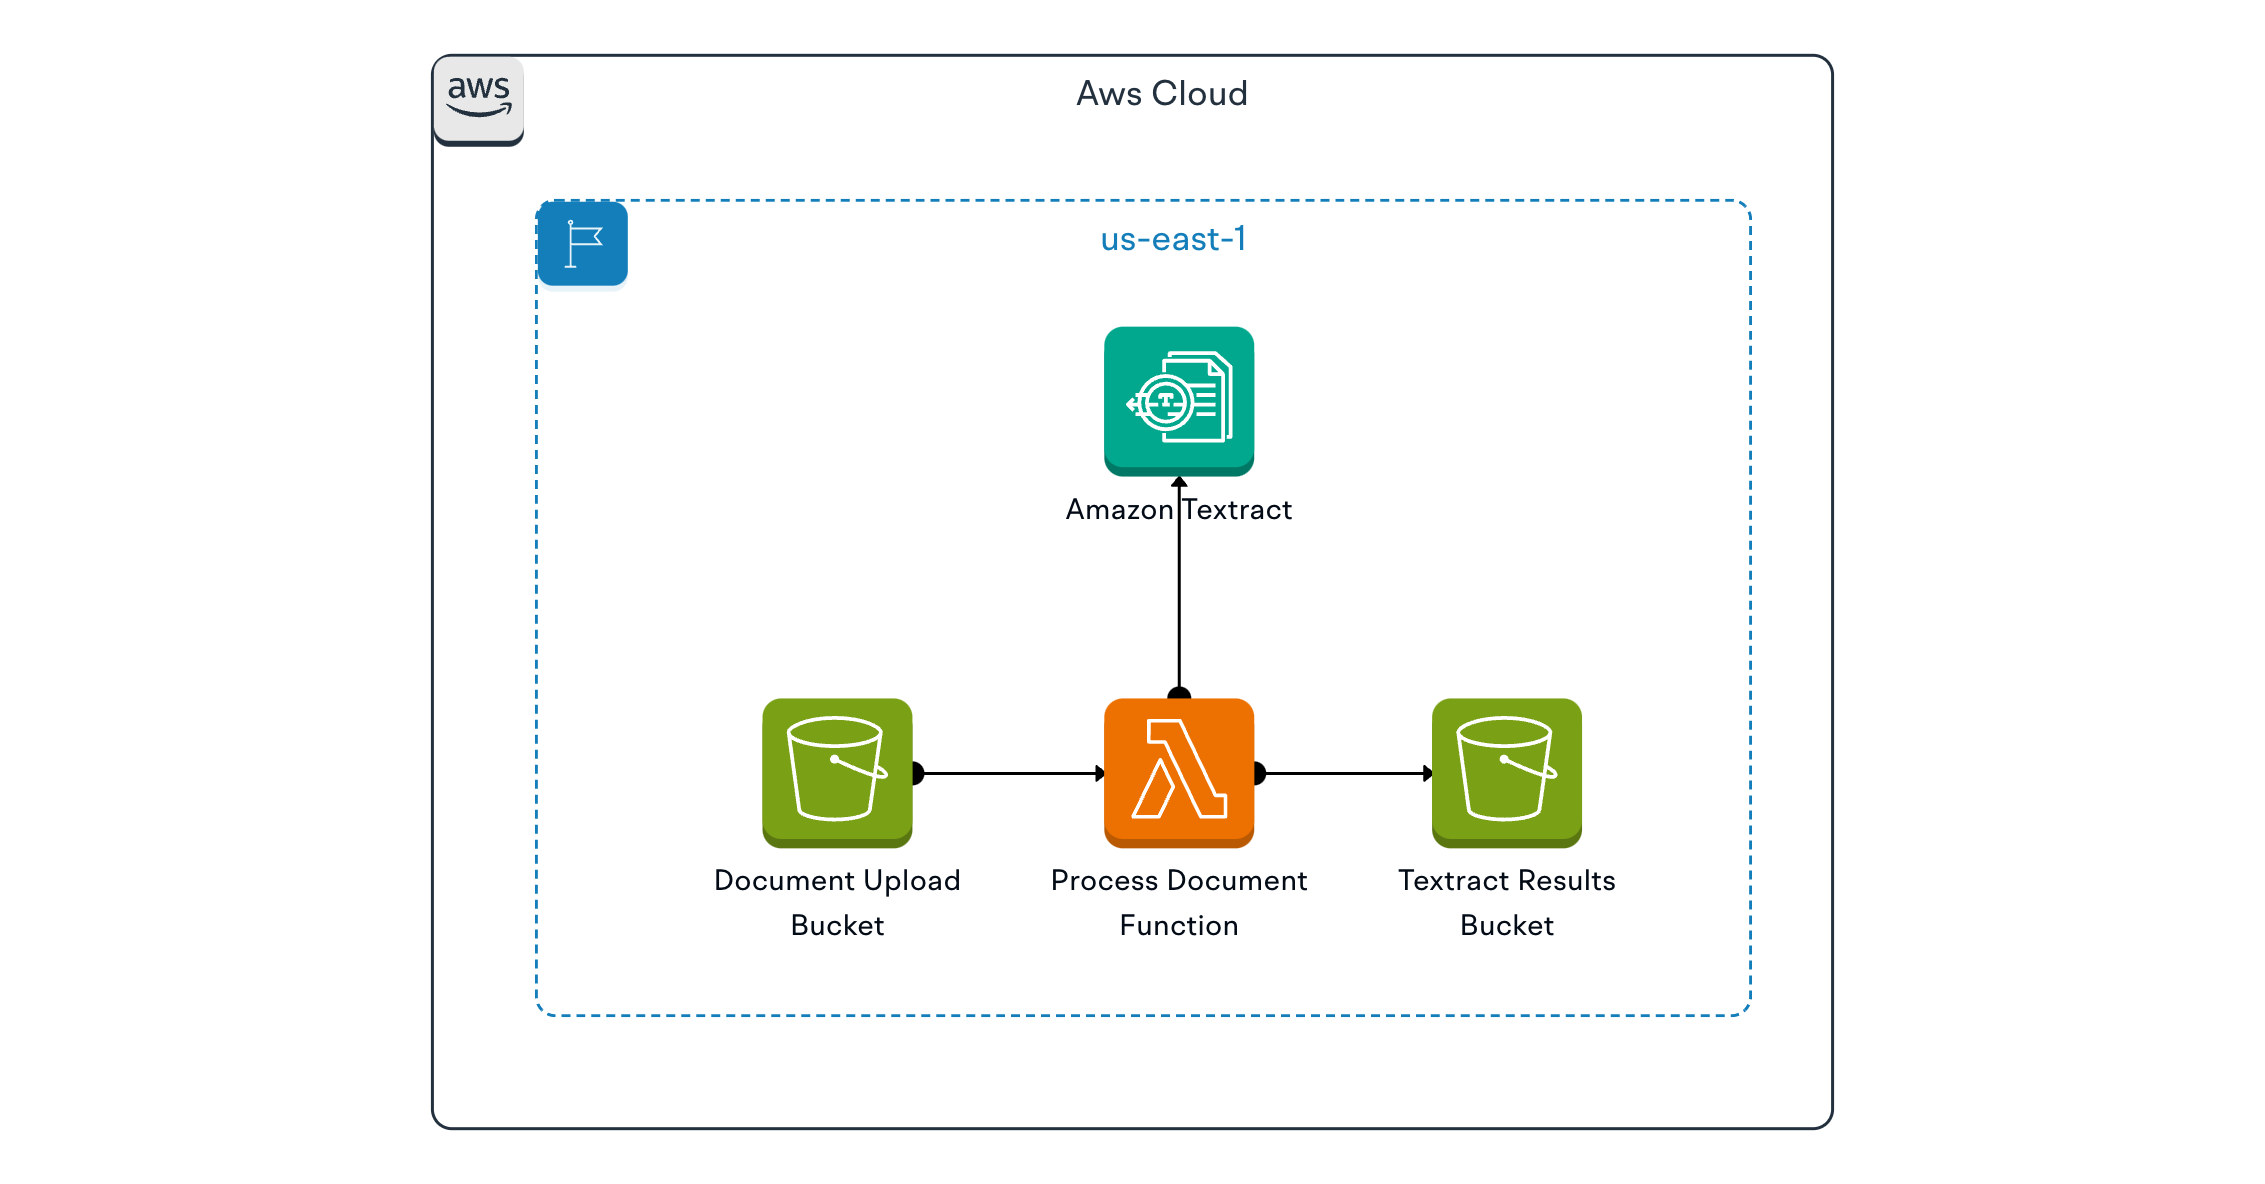 aws
Aws Cloud
us-east-1
T
Amazon Textract
Document Upload
Bucket
Process Document
Function
Textract Results
Bucket